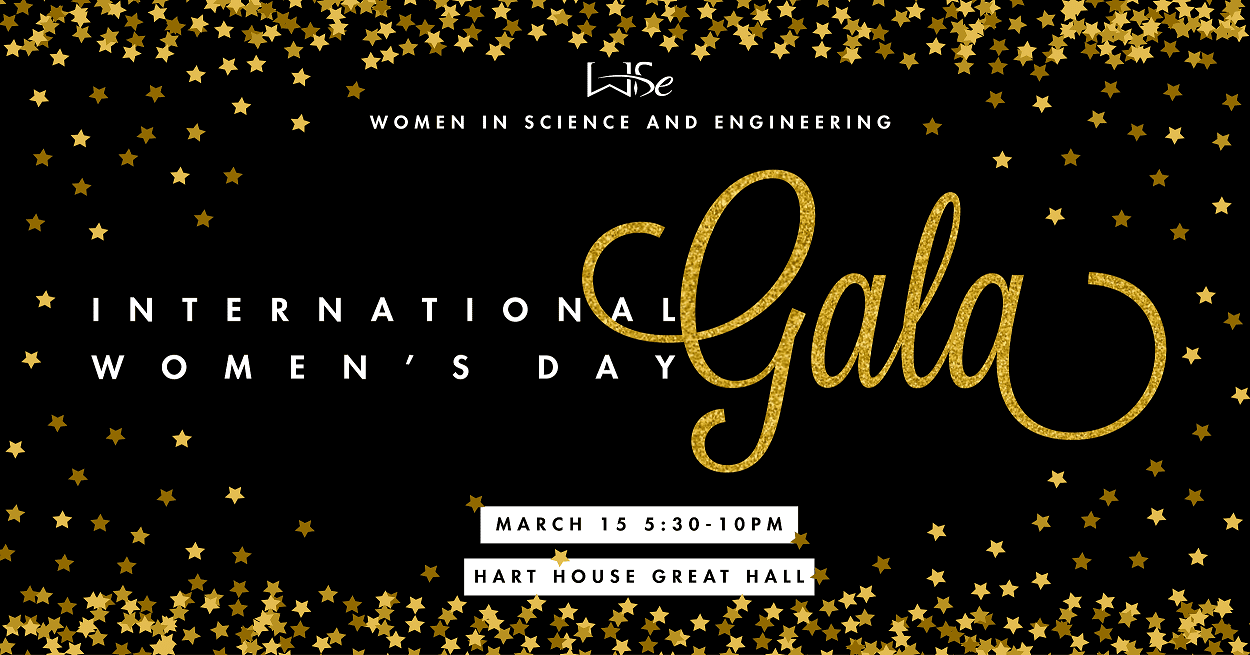 WISe
WOMEN IN SCIENCE AND ENGINEERING
INTERNATIONAL
WOMEN'S DAY
Gala
MARCH 15 5:30-10PM
HART HOUSE GREAT HALL